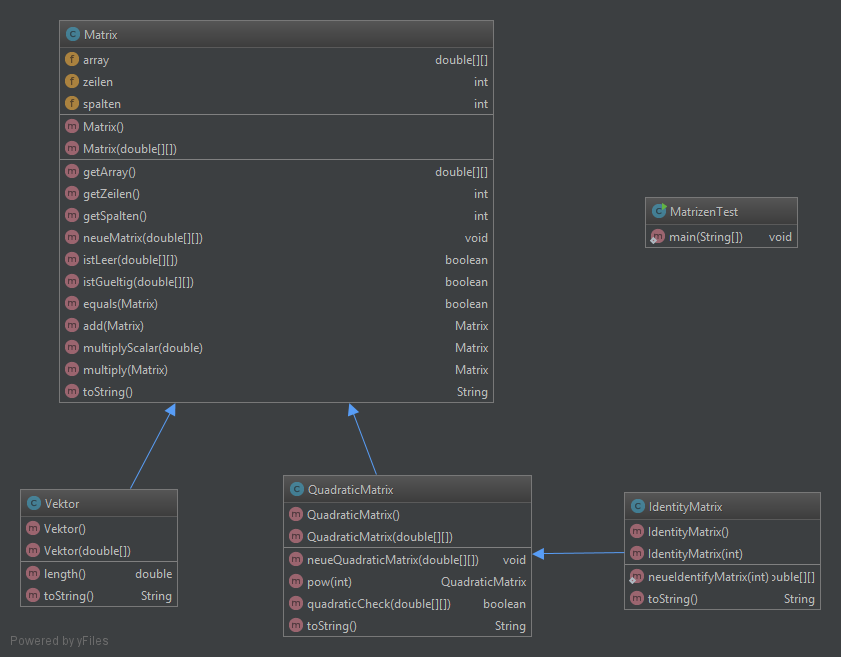 Matrix
array double[][]
zeilen int
spalten int
Matrix()
Matrix(double[][])
getArray() double[][]
getZeilen() int
getSpalten() int
neueMatrix(double[][]) void
istLeer(double[][]) boolean
istGueltig(double[][]) boolean
equals(Matrix) boolean
add(Matrix) Matrix
multiplyScalar(double) Matrix
multiply(Matrix) Matrix
toString() String
MatrizenTest
main(String[]) void
Vektor
Vektor()
Vektor(double[])
length() double
toString() String
QuadraticMatrix
QuadraticMatrix()
QuadraticMatrix(double[][])
neueQuadraticMatrix(double[][]) void
pow(int) QuadraticMatrix
quadraticCheck(double[][]) boolean
toString() String
IdentityMatrix
IdentityMatrix()
IdentityMatrix(int)
neueIdentifyMatrix(int) uble[][]
toString() String
Powered by yFiles